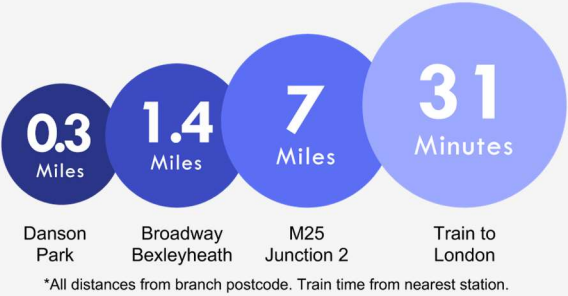 0.3
Miles
1.4
Miles
7
Miles
31
Minutes
Danson
Park
Broadway
Bexleyheath
M25
Junction 2
Train to
London
*All distances from branch postcode. Train time from nearest station.